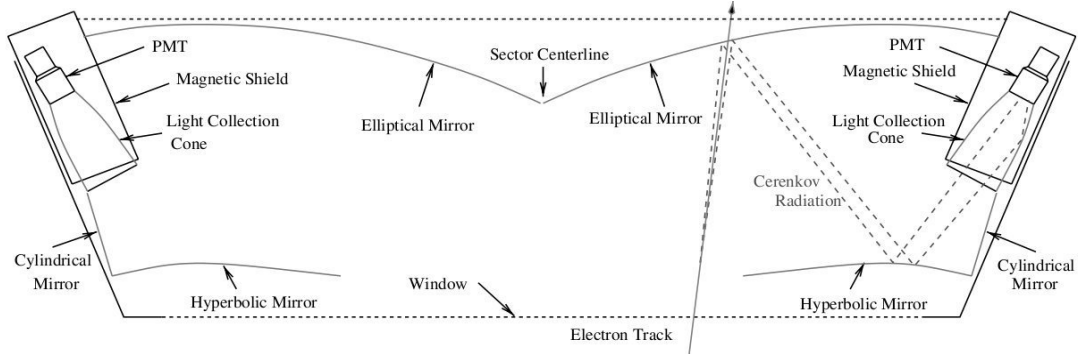 PMT
Magnetic Shield
Light Collection
Cone
Sector Centerline
Elliptical Mirror
Elliptical Mirror
PMT
Magnetic Shield
Light Collection
Cone
Cerenkov
Radiation
Cylindrical
Mirror
Hyperbolic Mirror
Window
Electron Track
Hyperbolic Mirror
Cylindrical
Mirror